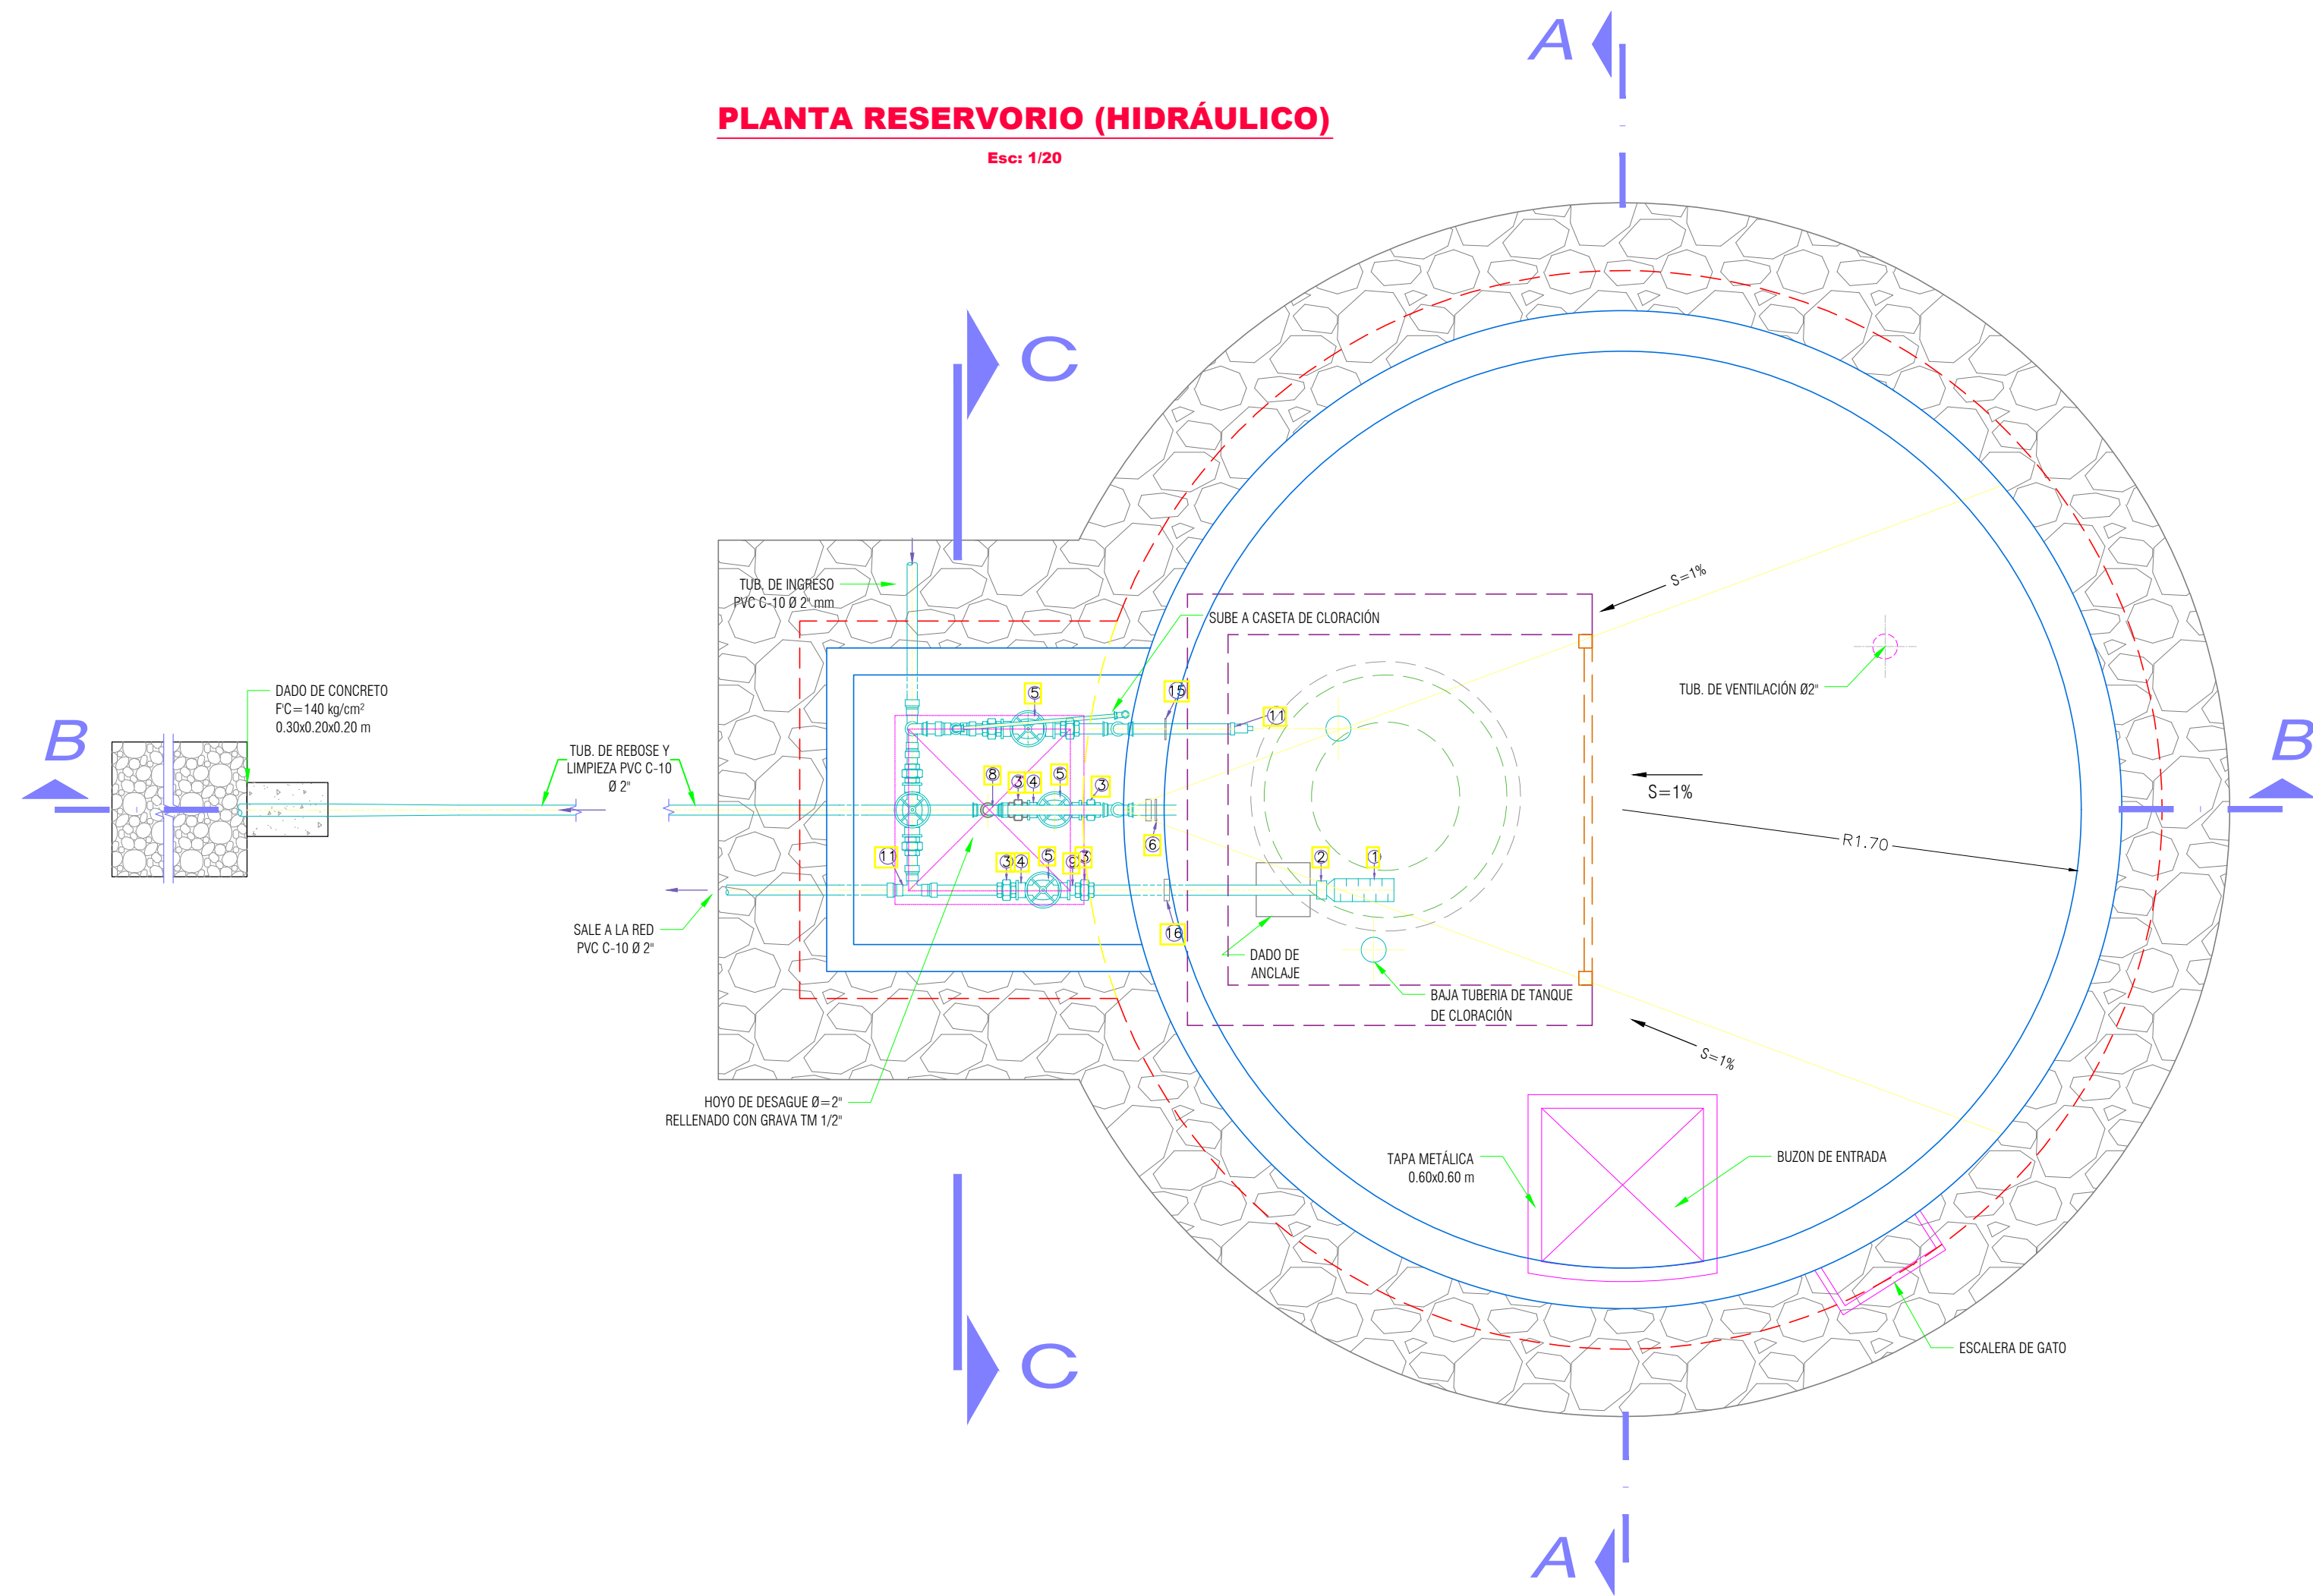 A
PLANTA RESERVORIO (HIDRÁULICO)
Esc: 1/20
C
TUB. DE INGRESO
PVC C-10 Ø 2" mm
SUBE A CASETA DE CLORACIÓN
S=1%
DADO DE CONCRETO
F'C=140 kg/cm²
0.30x0.20x0.20 m
TUB. DE VENTILACIÓN Ø2"
5
15
11
B
B
TUB. DE REBOSE Y
LIMPIEZA PVC C-10
Ø 2"
8
3
4
5
3
S=1%
R1.70
6
11
3
4
5
9
3
2
1
16
SALE A LA RED
PVC C-10 Ø 2"
DADO DE
ANCLAJE
BAJA TUBERIA DE TANQUE
DE CLORACIÓN
S=1%
HOYO DE DESAGUE Ø=2"
RELLENADO CON GRAVA TM 1/2"
TAPA METÁLICA
0.60x0.60 m
BUZON DE ENTRADA
ESCALERA DE GATO
C
A